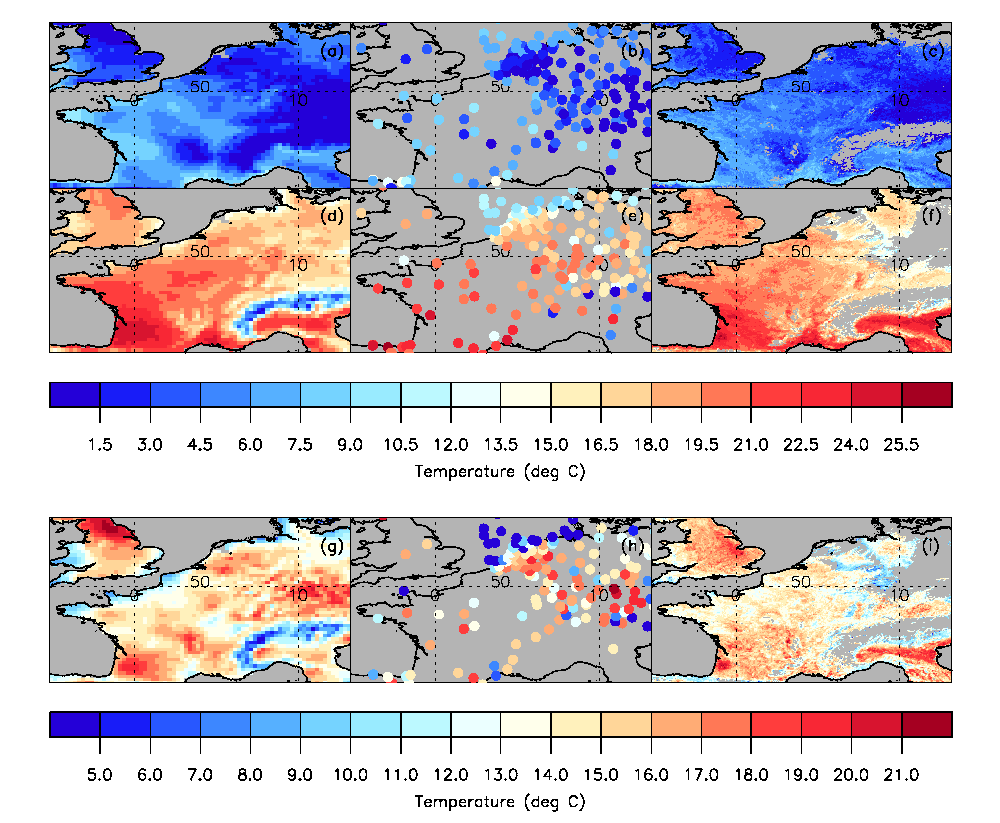 (a) (b) (c)
50 50 50
0 10 0 10 0 10
(d) (e) (f)
50 50 50
0 10 0 10 0 10
1.5 3.0 4.5 6.0 7.5 9.0 10.5 12.0 13.5 15.0 16.5 18.0 19.5 21.0 22.5 24.0 25.5
Temperature (deg C)
(g) (h) (i)
50 50 50
0 10 0 10 0 10
5.0 6.0 7.0 8.0 9.0 10.0 11.0 12.0 13.0 14.0 15.0 16.0 17.0 18.0 19.0 20.0 21.0
Temperature (deg C)